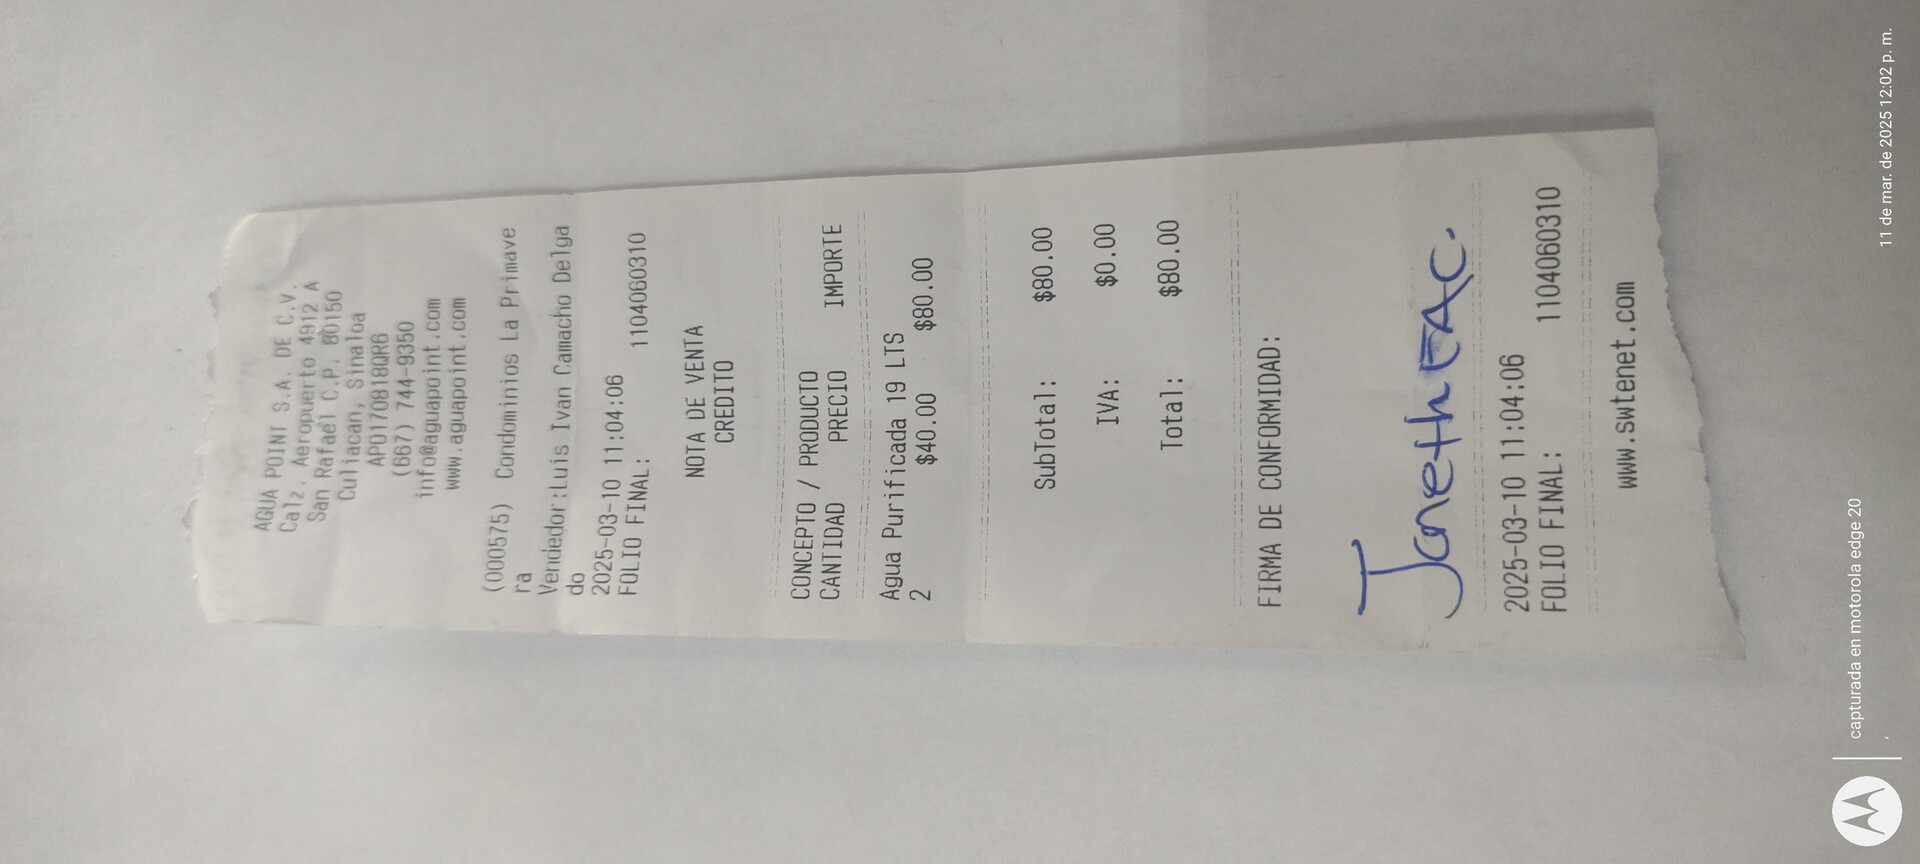 AGUA POINT S.A. DE C.V.
Calz. Aeropuerto 4912 A
San Rafael C.P. 80150
Culiacan, Sinaloa
APO170818QR6
(667) 744-9350
info@aguapoint.com
www.aguapoint.com
(000575) Condominios La Primave
ra
Vendedor:Luis Ivan Camacho Delga
do
2025-03-10 11:04:06
FOLIO FINAL: 1104060310
NOTA DE VENTA
CREDITO
CONCEPTO / PRODUCTO
CANTIDAD PRECIO IMPORTE
Agua Purificada 19 LTS
2 $40.00 $80.00
SubTotal: $80.00
IVA: $0.00
Total: $80.00
FIRMA DE CONFORMIDAD:
Janeth EAC.
2025-03-10 11:04:06
FOLIO FINAL: 1104060310
www.swtenet.com
capturada en motorola edge 20
,
11 de mar. de 2025 12:02 p. m.